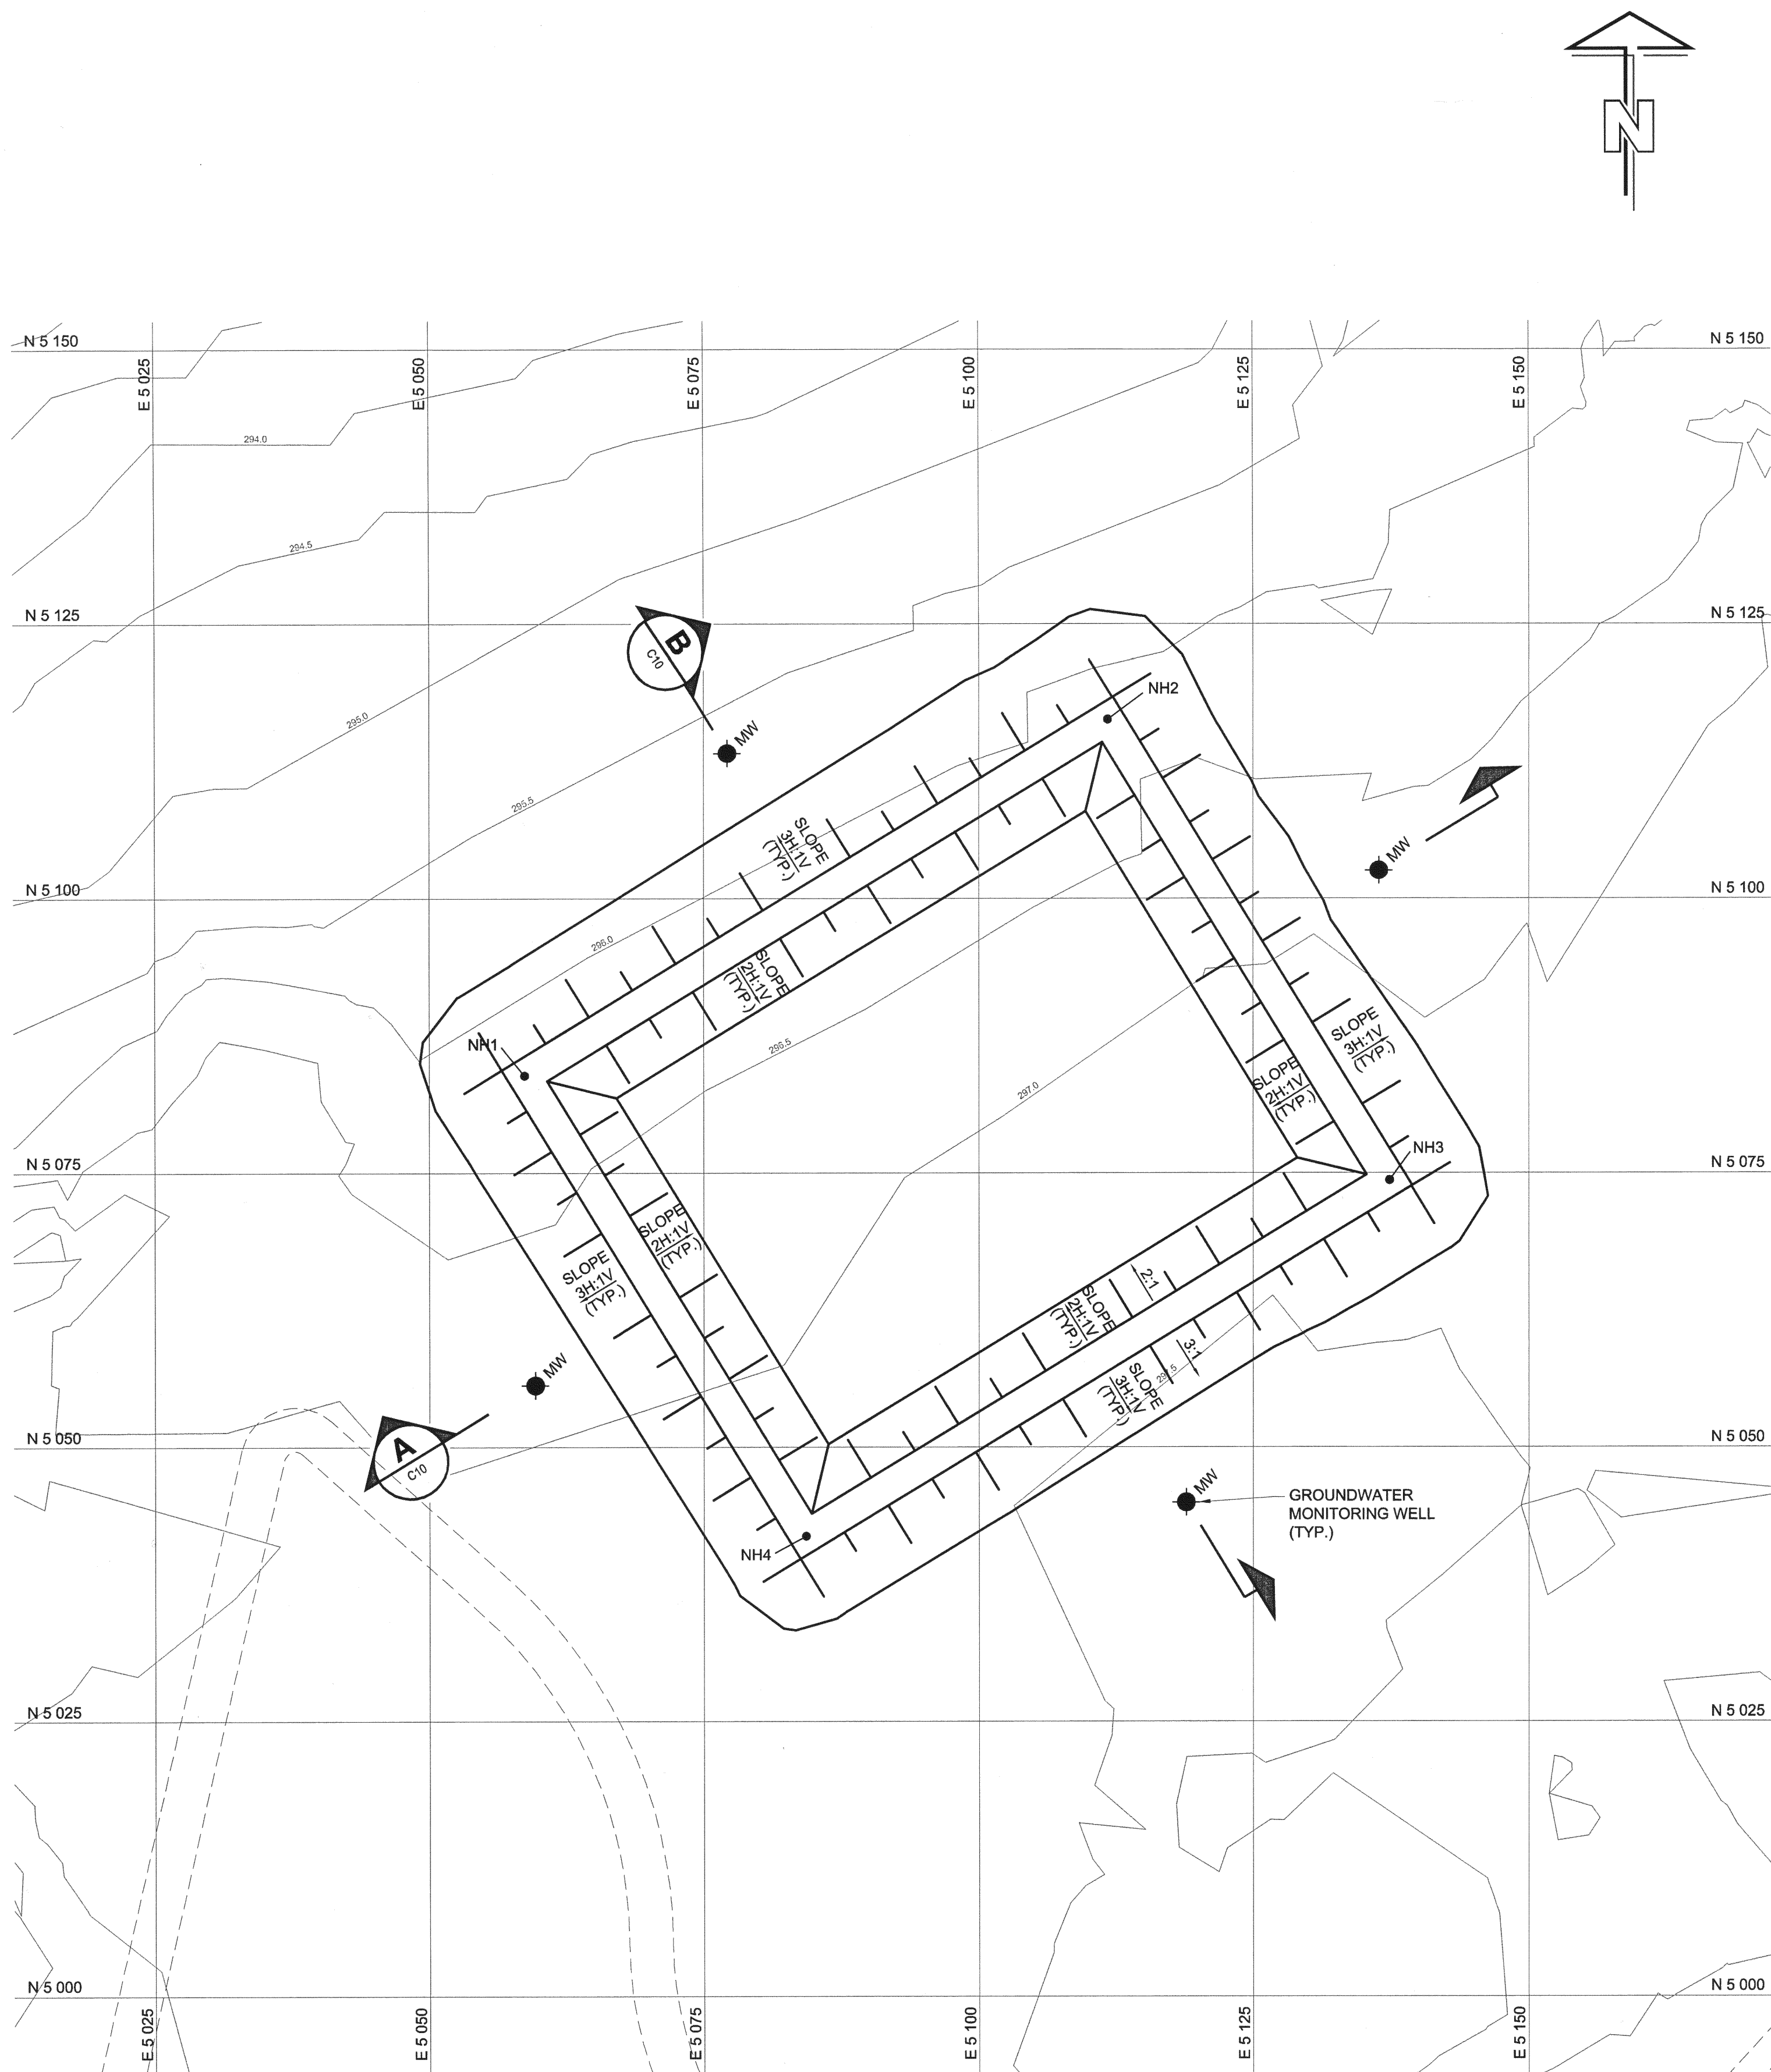 N
N 5 150
N 5 150
E 5 025
E 5 050
E 5 075
E 5 100
E 5 125
E 5 150
294.0
294.5
N 5 125
N 5 125
B
C10
NH2
295.0
MW
295.5
SLOPE
3H:1V
(TYP.)
MW
N 5 100
N 5 100
296.0
SLOPE
2H:1V
(TYP.)
NH1
296.5
SLOPE
3H:1V
(TYP.)
297.0
SLOPE
2H:1V
(TYP.)
NH3
N 5 075
N 5 075
SLOPE
2H:1V
(TYP.)
SLOPE
3H:1V
(TYP.)
2:1
SLOPE
2H:1V
(TYP.)
3:1
SLOPE
3H:1V
(TYP.)
MW
N 5 050
N 5 050
A
C10
MW
GROUNDWATER
MONITORING WELL
(TYP.)
NH4
N 5 025
N 5 025
N 5 000
N 5 000
E 5 025
E 5 050
E 5 075
E 5 100
E 5 125
E 5 150